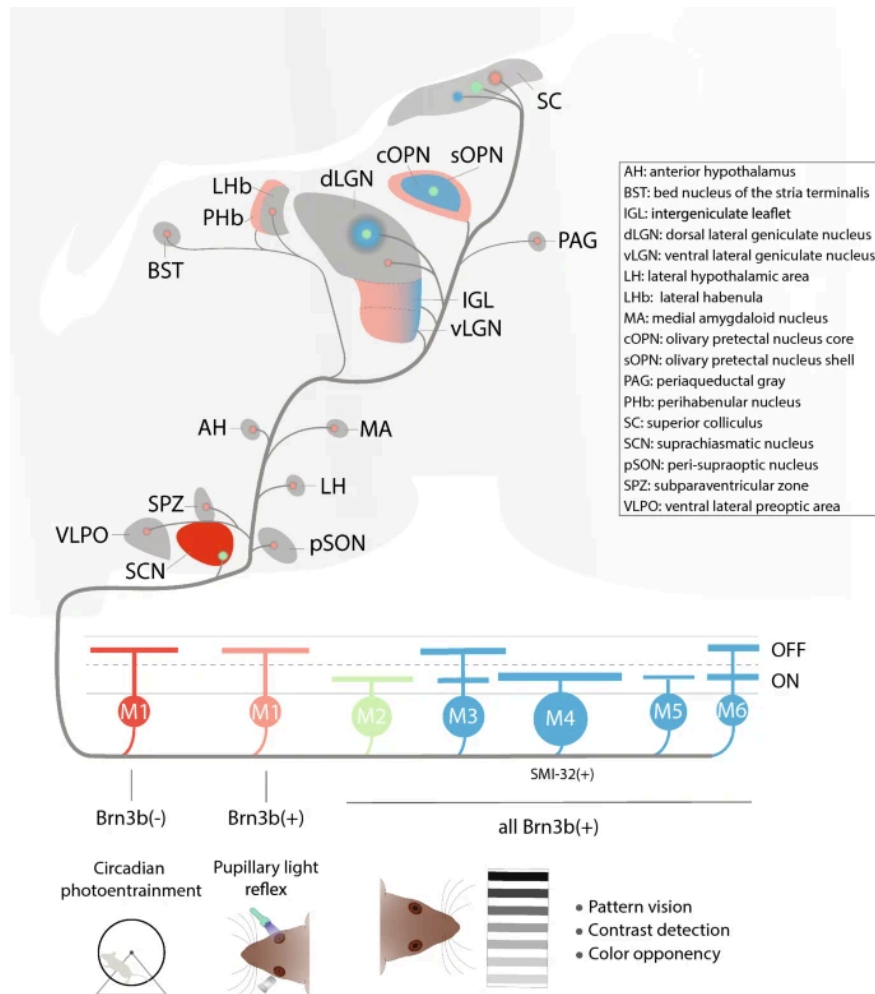 SC
cOPN
sOPN
dLGN
LHb
PHb
BST
PAG
IGL
vLGN
AH
MA
LH
SPZ
VLPO
SCN
pSON
AH: anterior hypothalamus
BST: bed nucleus of the stria terminalis
IGL: intergeniculate leaflet
dLGN: dorsal lateral geniculate nucleus
vLGN: ventral lateral geniculate nucleus
LH: lateral hypothalamic area
LHb: lateral habenula
MA: medial amygdaloid nucleus
cOPN: olivary pretectal nucleus core
sOPN: olivary pretectal nucleus shell
PAG: periaqueductal gray
PHb: perihabenular nucleus
SC: superior colliculus
SCN: suprachiasmatic nucleus
pSON: peri-supraoptic nucleus
SPZ: subparaventricular zone
VLPO: ventral lateral preoptic area
OFF
ON
M1 M1 M2 M3 M4 M5 M6
SMI-32(+)
Brn3b(-)
Brn3b(+)
all Brn3b(+)
Circadian
photoentrainment
Pupillary light
reflex
• Pattern vision
• Contrast detection
• Color opponency